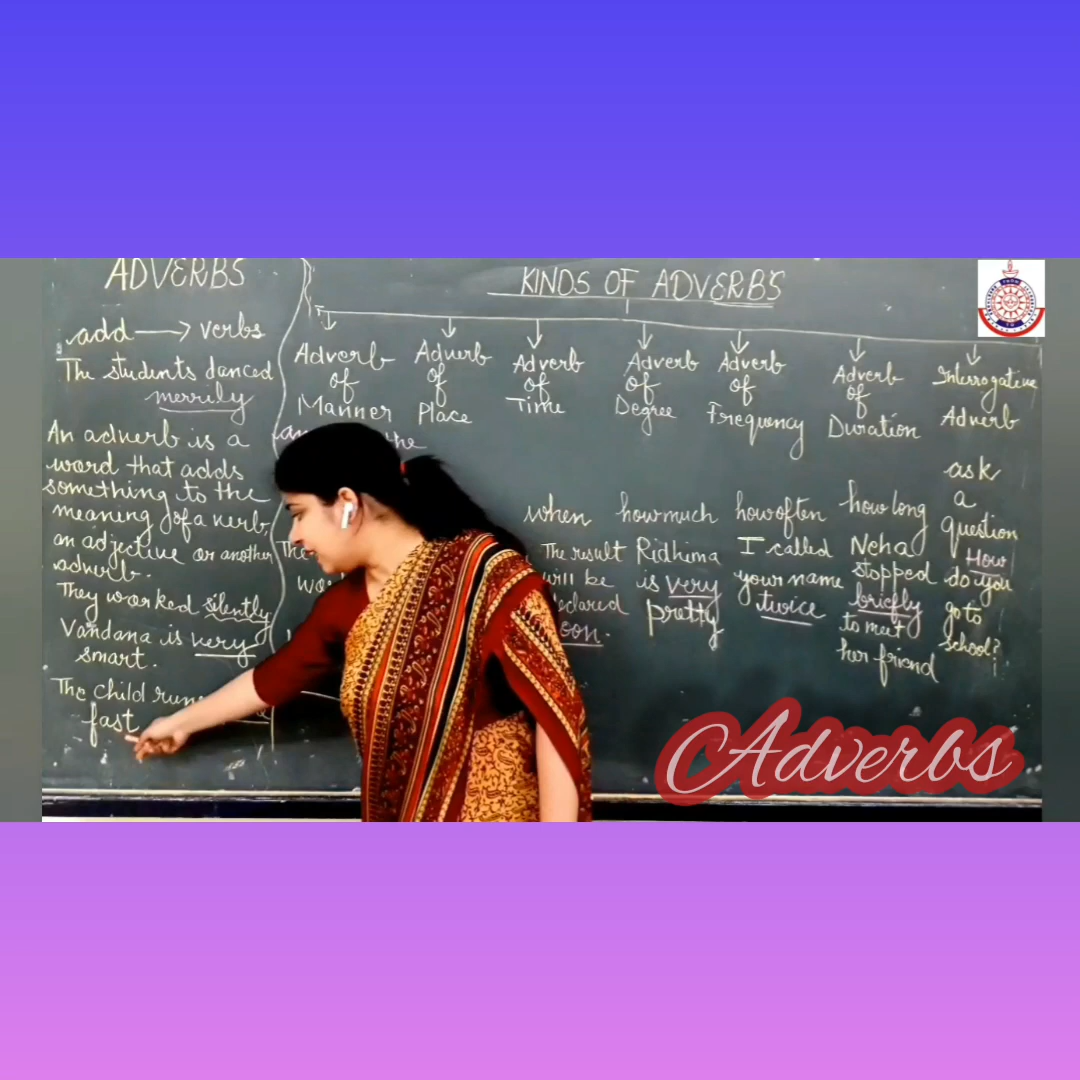 ADVERBS
add → verbs
The students danced
merrily
An adverb is a
word that adds
something to the
meaning of a verb,
an adjective or another
adverb.
They worked silently
Vandana is very
smart.
The child runs
fast
KINDS OF ADVERBS
Adverb
of
Manner
the
The
Adverb
of
Place
Adverb
of
Time
when
The result
will be
Adverb
of
Degree
how much
Ridhima
is very
pretty
Adverb
of
Frequency
how often
I called
your name
twice
Adverb
of
Duration
how long
Neha
stopped
briefly
to meet
her friend
Interrogative
Adverb
ask
a
question
How
do you
go to
school?
Adverbs